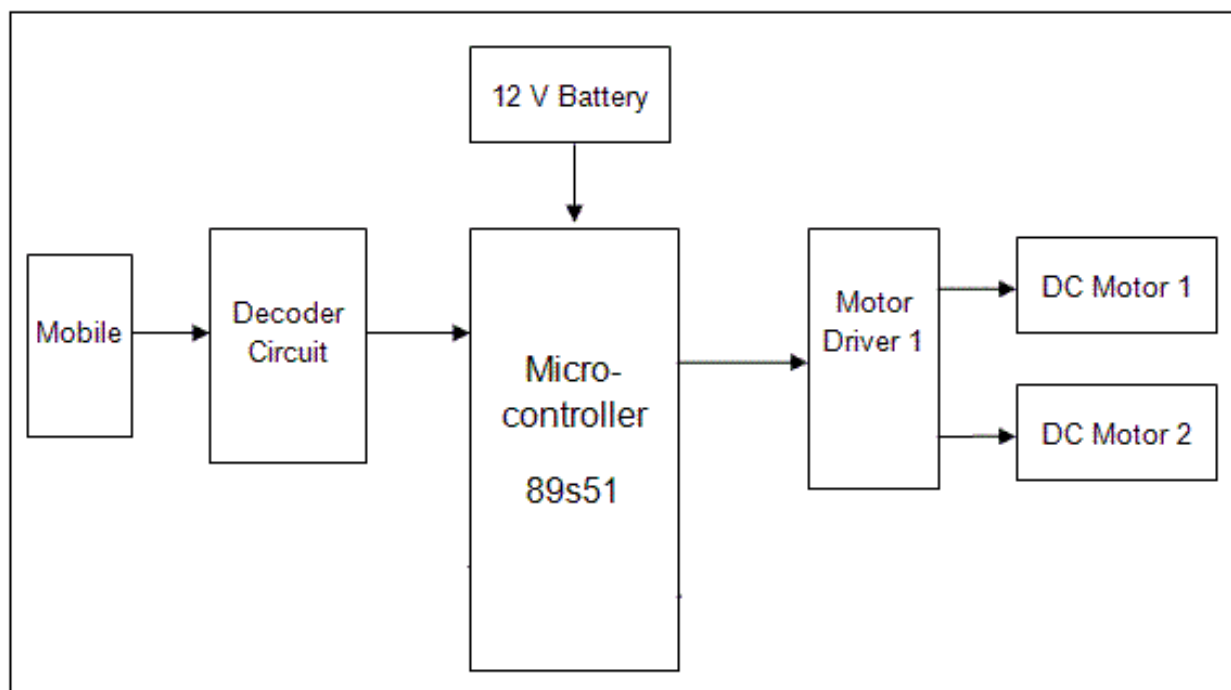 12 V Battery
Mobile
Decoder
Circuit
Micro-
controller
89s51
Motor
Driver 1
DC Motor 1
DC Motor 2